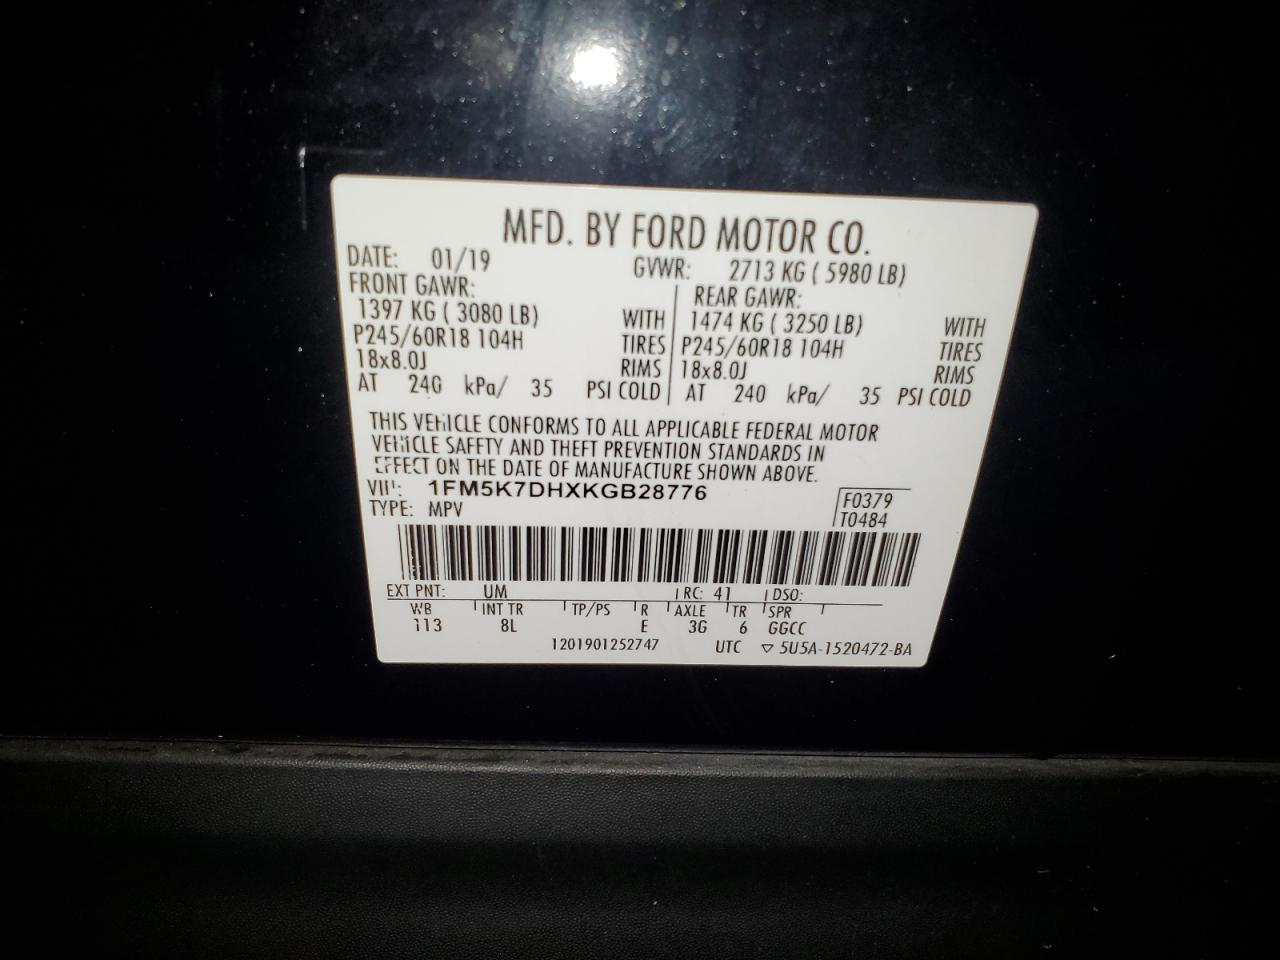 MFD. BY FORD MOTOR CO.
DATE: 01/19 GVWR: 2713 KG ( 5980 LB)
FRONT GAWR: REAR GAWR:
1397 KG ( 3080 LB) WITH 1474 KG ( 3250 LB) WITH
P245/60R18 104H TIRES P245/60R18 104H TIRES
18x8.0J RIMS 18x8.0J RIMS
AT 240 kPa/ 35 PSI COLD AT 240 kPa/ 35 PSI COLD
THIS VEHICLE CONFORMS TO ALL APPLICABLE FEDERAL MOTOR
VEHICLE SAFETY AND THEFT PREVENTION STANDARDS IN
EFFECT ON THE DATE OF MANUFACTURE SHOWN ABOVE.
VIN: 1FM5K7DHXKGB28776 F0379
TYPE: MPV T0484
EXT PNT: UM RC: 41 DSO:
WB INT TR TP/PS R AXLE TR SPR
113 8L E 3G 6 GGCC
1201901252747 UTC ▽ 5U5A-1520472-BA